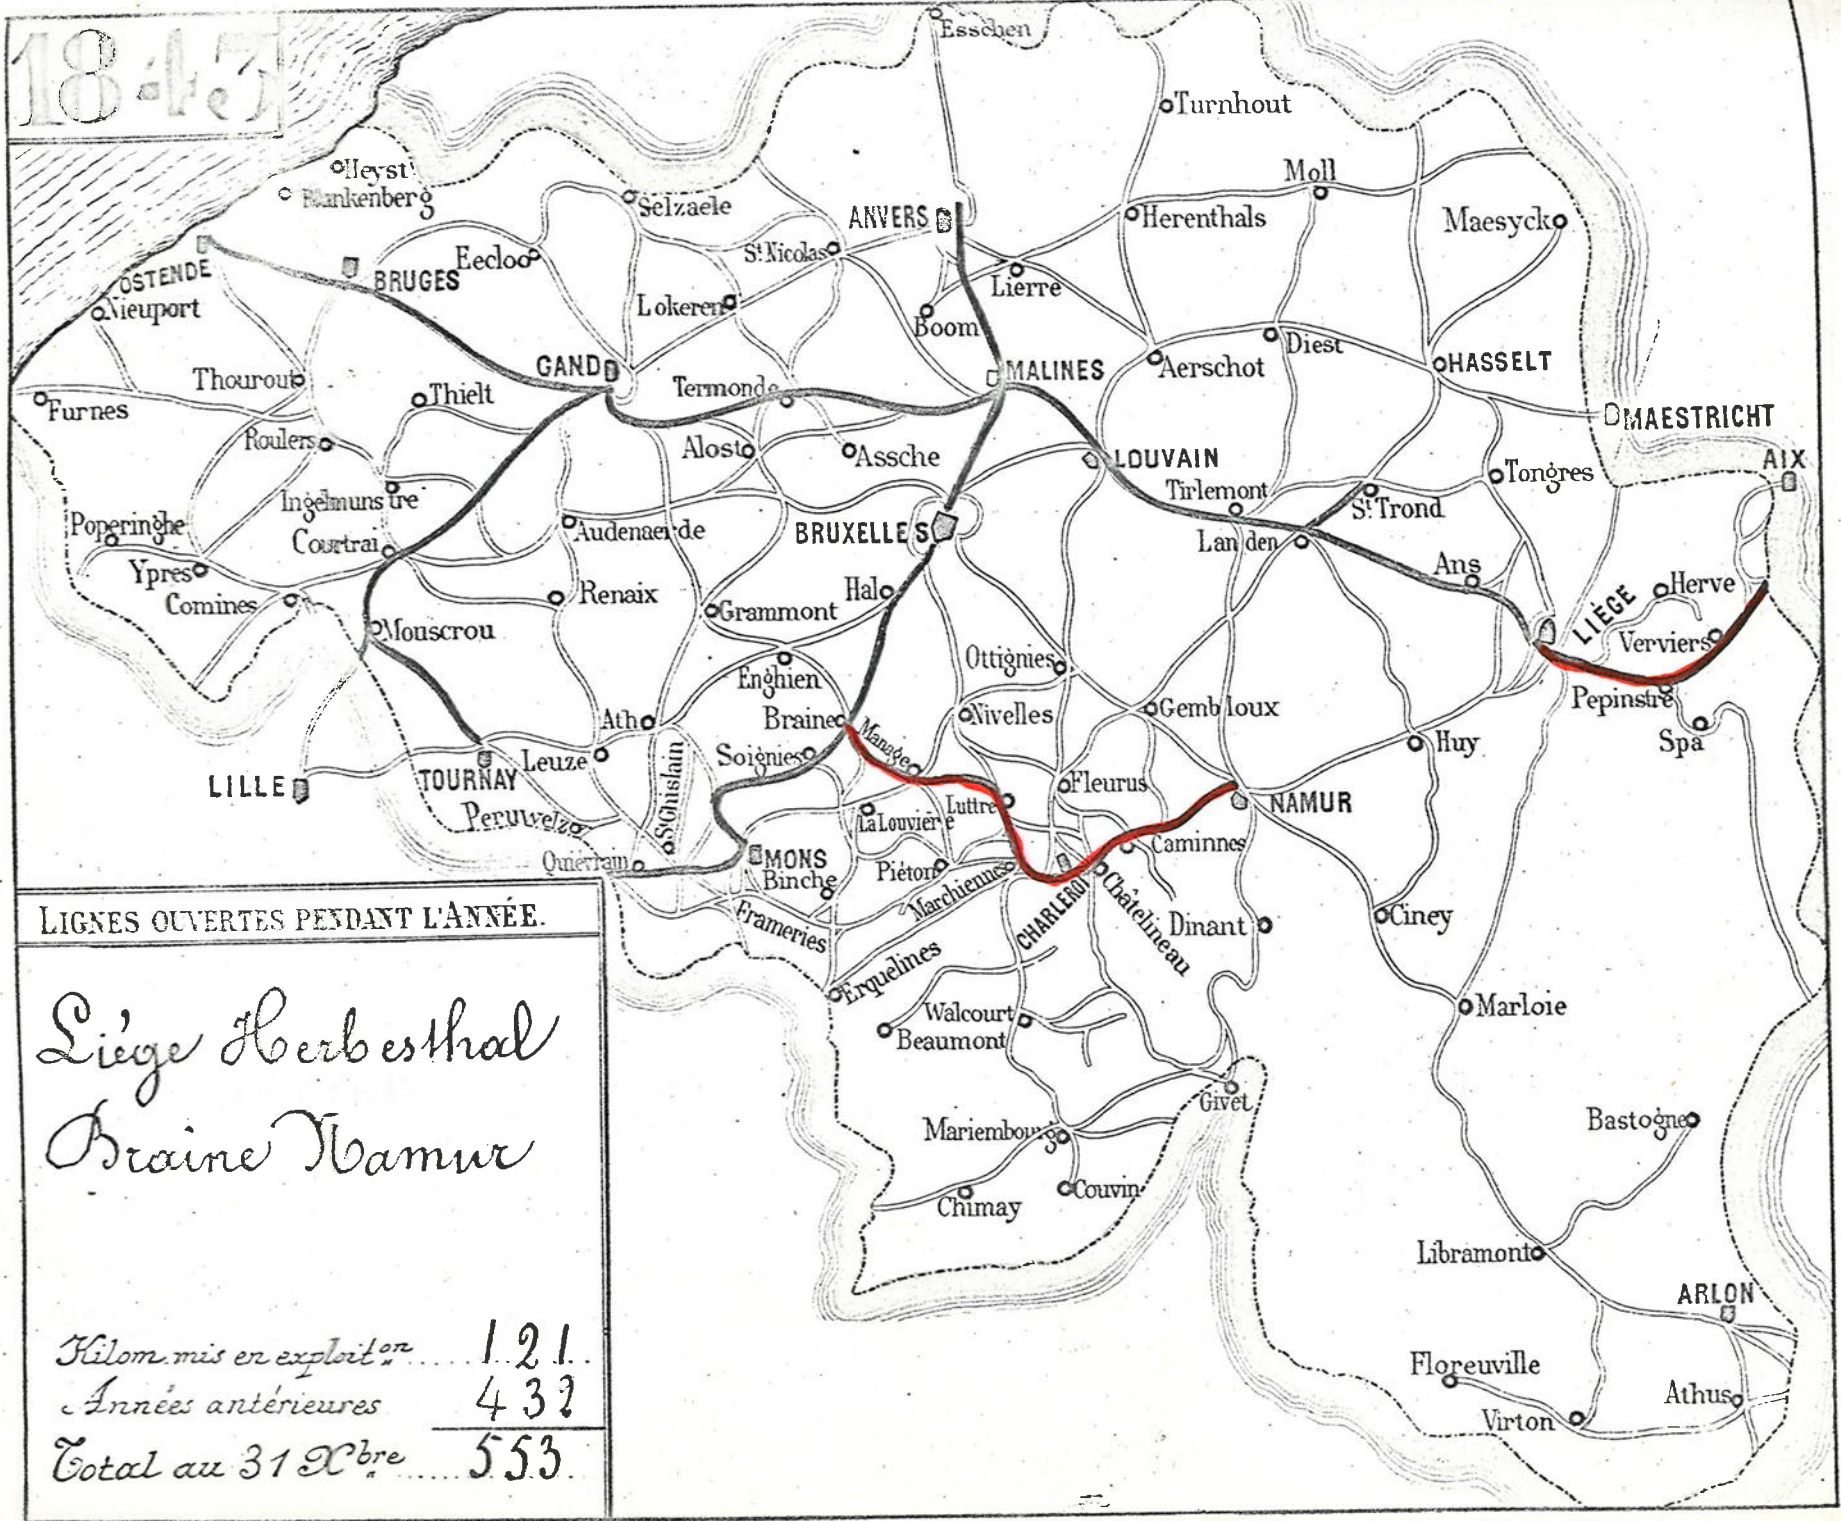 1843
Esschen
Turnhout
Heyst
Blankenberg
Selzaele
ANVERS
Moll
Herenthals
Maesyck
OSTENDE
BRUGES
Eecloo
St. Nicolas
Lierre
Nieuport
Lokeren
Boom
GAND
MALINES
Aerschot
Diest
HASSELT
Thourout
Thielt
Termonde
Furnes
MAESTRICHT
Roulers
Alost
Assche
LOUVAIN
AIX
Tongres
Ingelmunstre
Tirlemont
St. Trond
Poperinghe
Courtrai
Audenaerde
BRUXELLES
Landen
Ypres
Ans
Comines
Renaix
Grammont
Hal
LIÈGE
Herve
Mouscrou
Verviers
Enghien
Ottignies
Pepinstre
Ath
Braine
Manage
Nivelles
Gembloux
Huy
Spa
LILLE
TOURNAY
Leuze
St Ghislain
Soignies
Fleurus
Luttre
NAMUR
Peruwelz
La Louvière
Caminnes
Quiévrain
MONS
Binche
Piéton
Marchiennes
CHARLEROI
Châtelineau
Dinant
Ciney
Frameries
Erquelines
Walcourt
Beaumont
Marloie
Givet
Mariembourg
Bastogne
Chimay
Couvin
Libramont
ARLON
Floreuville
Virton
Athus
LIGNES OUVERTES PENDANT L'ANNÉE.
Liége Herbesthal
Braine Namur
Kilom. mis en exploit.on 121
Années antérieures 432
Total au 31 Xbre 553.